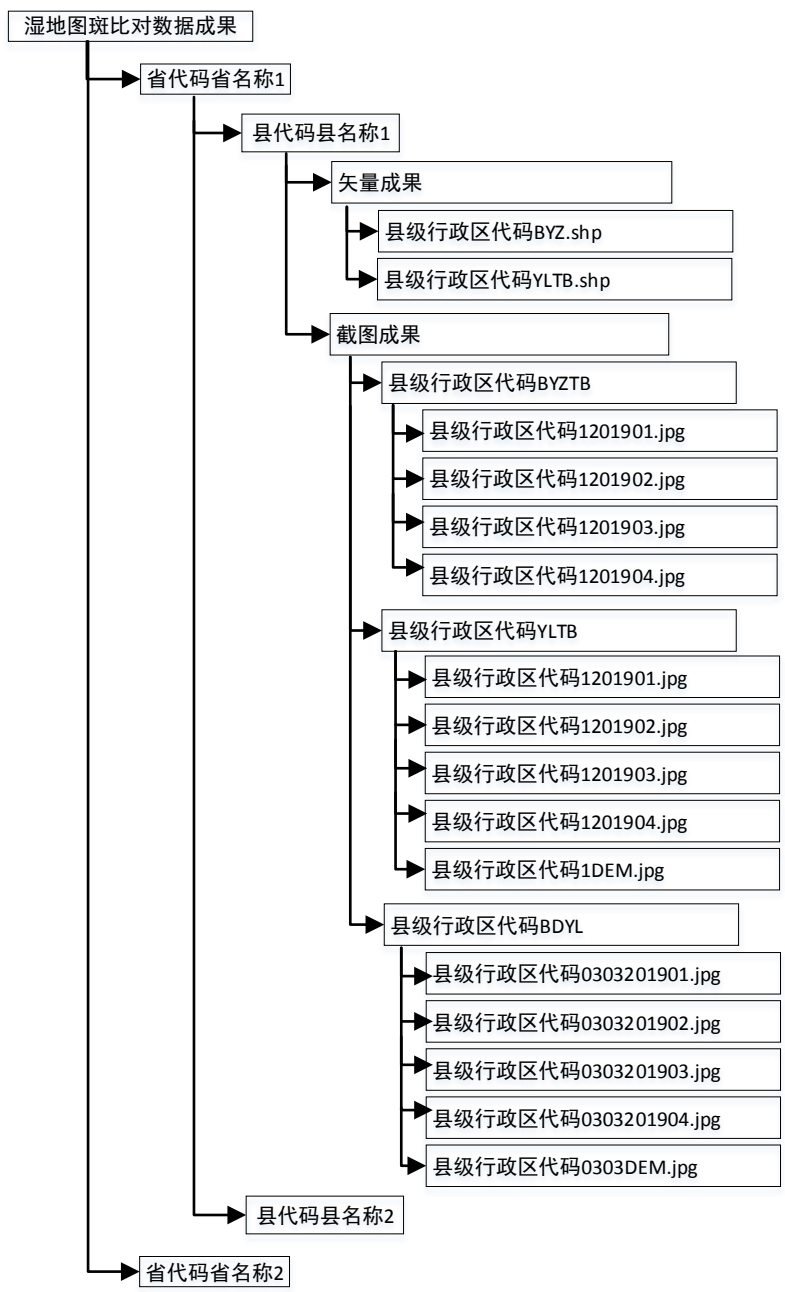 湿地图斑比对数据成果
省代码省名称1
县代码县名称1
矢量成果
县级行政区代码BYZ.shp
县级行政区代码YLTB.shp
截图成果
县级行政区代码BYZTB
县级行政区代码1201901.jpg
县级行政区代码1201902.jpg
县级行政区代码1201903.jpg
县级行政区代码1201904.jpg
县级行政区代码YLTB
县级行政区代码1201901.jpg
县级行政区代码1201902.jpg
县级行政区代码1201903.jpg
县级行政区代码1201904.jpg
县级行政区代码1DEM.jpg
县级行政区代码BDYL
县级行政区代码0303201901.jpg
县级行政区代码0303201902.jpg
县级行政区代码0303201903.jpg
县级行政区代码0303201904.jpg
县级行政区代码0303DEM.jpg
县代码县名称2
省代码省名称2